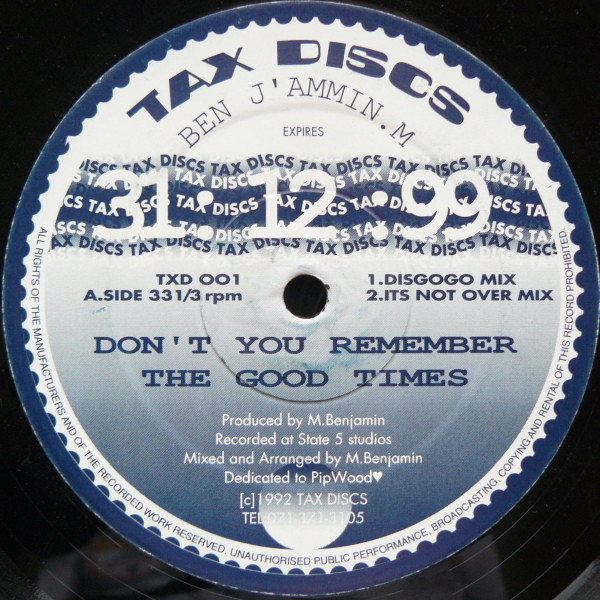 TAX DISCS
BEN J'AMMIN.M
EXPIRES
DISCS TAX DISCS TAX DISCS TAX DISCS TAX DISCS
31:12:99
TXD 001
A.SIDE 331/3 rpm
1.DISGOGO MIX
2.ITS NOT OVER MIX
DON'T YOU REMEMBER
THE GOOD TIMES
Produced by M.Benjamin
Recorded at State 5 studios
Mixed and Arranged by M.Benjamin
Dedicated to PipWood♥
[c]1992 TAX DISCS
TEL:071-371-3105
ALL RIGHTS OF THE MANUFACTURERS AND OF THE RECORDED WORK RESERVED. UNAUTHORISED PUBLIC PERFORMANCE, BROADCASTING, COPYING AND RENTAL OF THIS RECORD PROHIBITED.